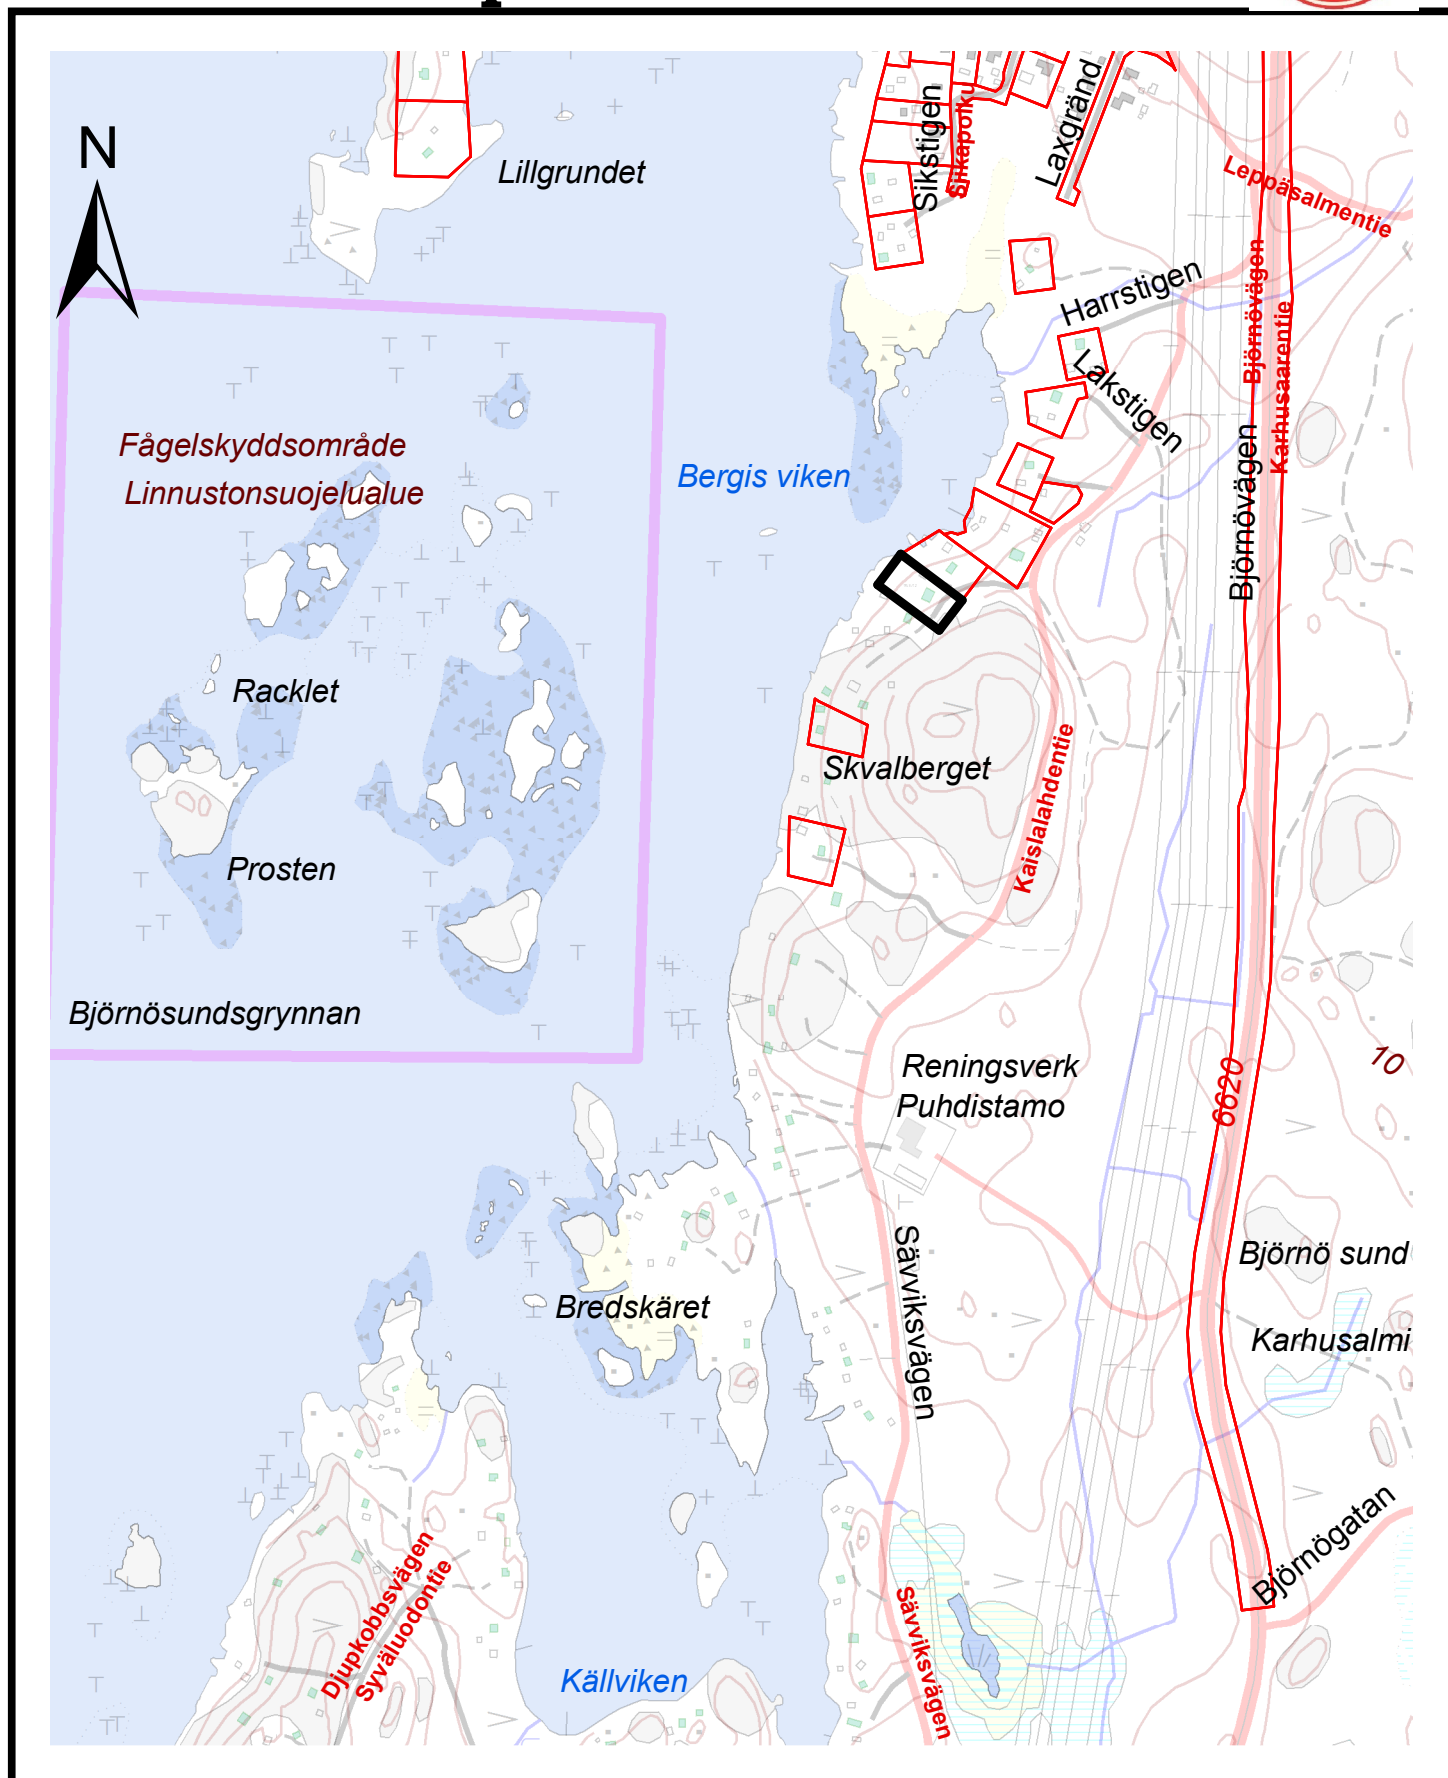 N
Lillgrundet
Sikstigen
Siikapolku
Laxgränd
Leppäsalmentie
Harrstigen
Björnövägen
Karhusaarentie
Lakstigen
Fågelskyddsområde
Linnustonsuojelualue
Bergis viken
Björnövägen
Racklet
Skvalberget
Kaislalahdentie
Prosten
Björnösundsgrynnan
Reningsverk
Puhdistamo
6620
10
Björnö sund
Karhusalmi
Bredskäret
Sävviksvägen
Björnögatan
Djupkobbsvägen
Syväluodontie
Sävviksvägen
Källviken